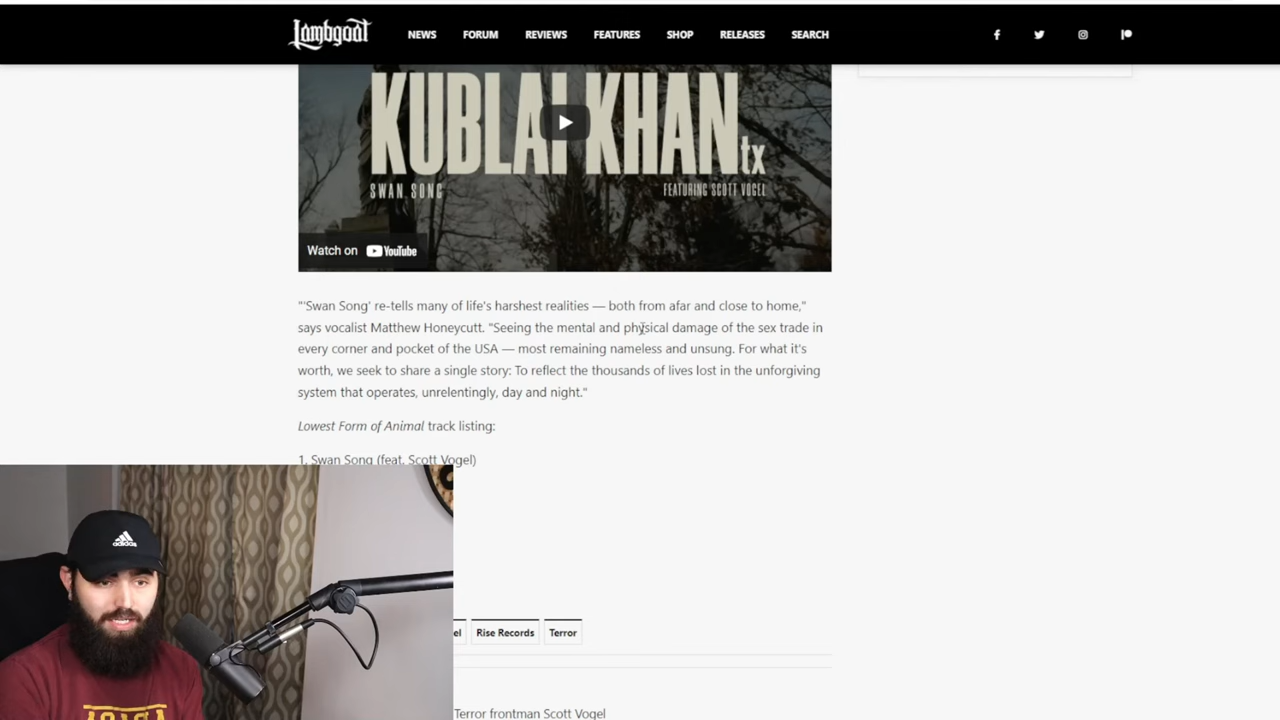 Lambgoat
NEWS FORUM REVIEWS FEATURES SHOP RELEASES SEARCH
KUBLAI KHAN tx
SWAN SONG
FEATURING SCOTT VOGEL
Watch on YouTube
"'Swan Song' re-tells many of life's harshest realities — both from afar and close to home,"
says vocalist Matthew Honeycutt. "Seeing the mental and physical damage of the sex trade in
every corner and pocket of the USA — most remaining nameless and unsung. For what it's
worth, we seek to share a single story: To reflect the thousands of lives lost in the unforgiving
system that operates, unrelentingly, day and night."
Lowest Form of Animal track listing:
1. Swan Song (feat. Scott Vogel)
adidas
el Rise Records Terror
Terror frontman Scott Vogel